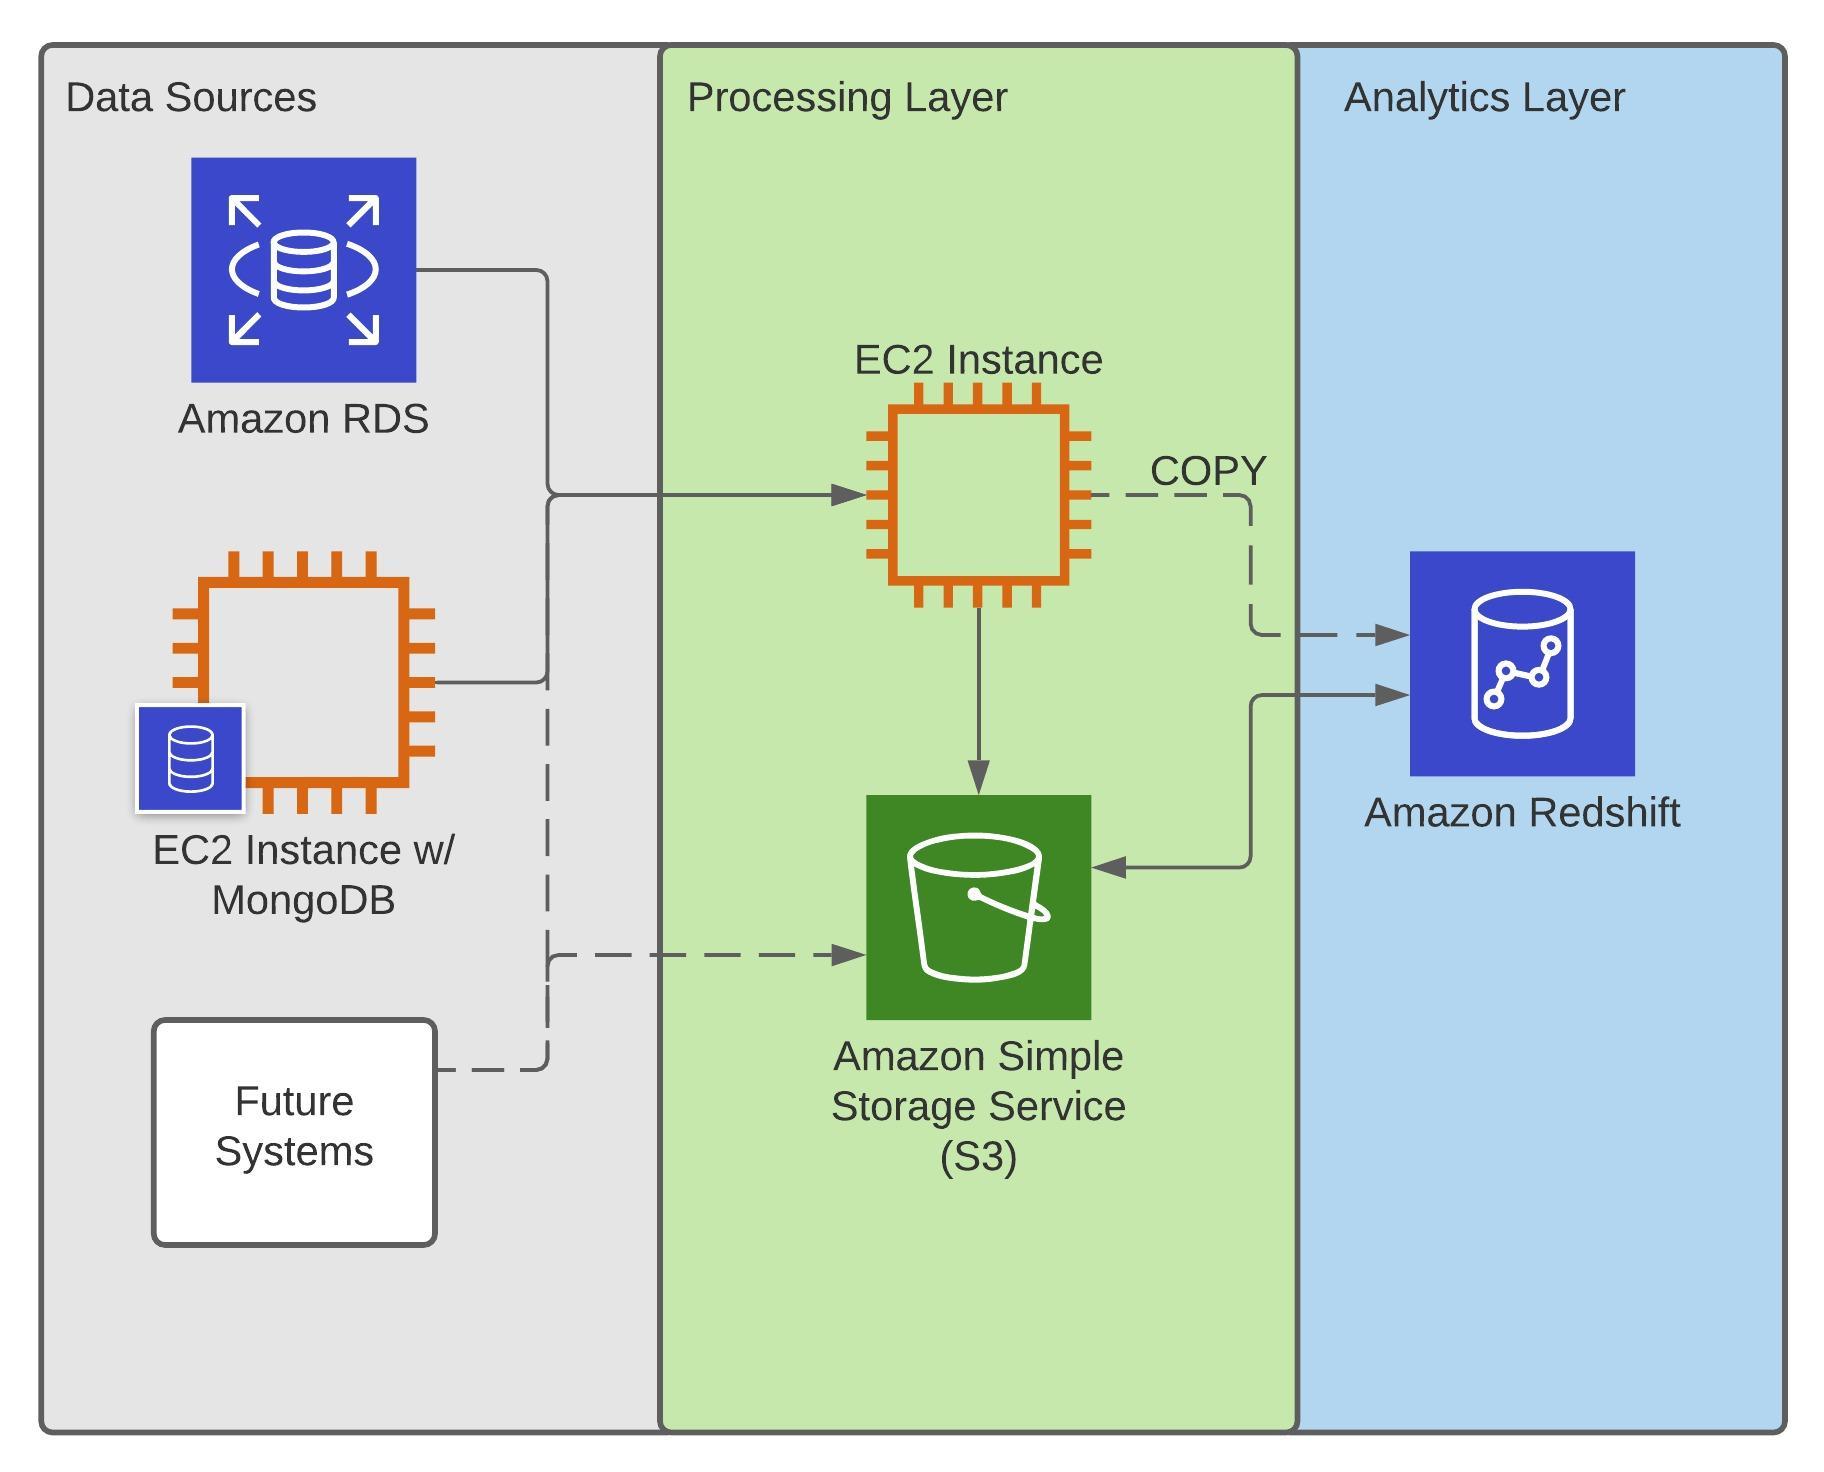 Data Sources
Processing Layer
Analytics Layer
Amazon RDS
EC2 Instance
COPY
EC2 Instance w/
MongoDB
Amazon Redshift
Future
Systems
Amazon Simple
Storage Service
(S3)